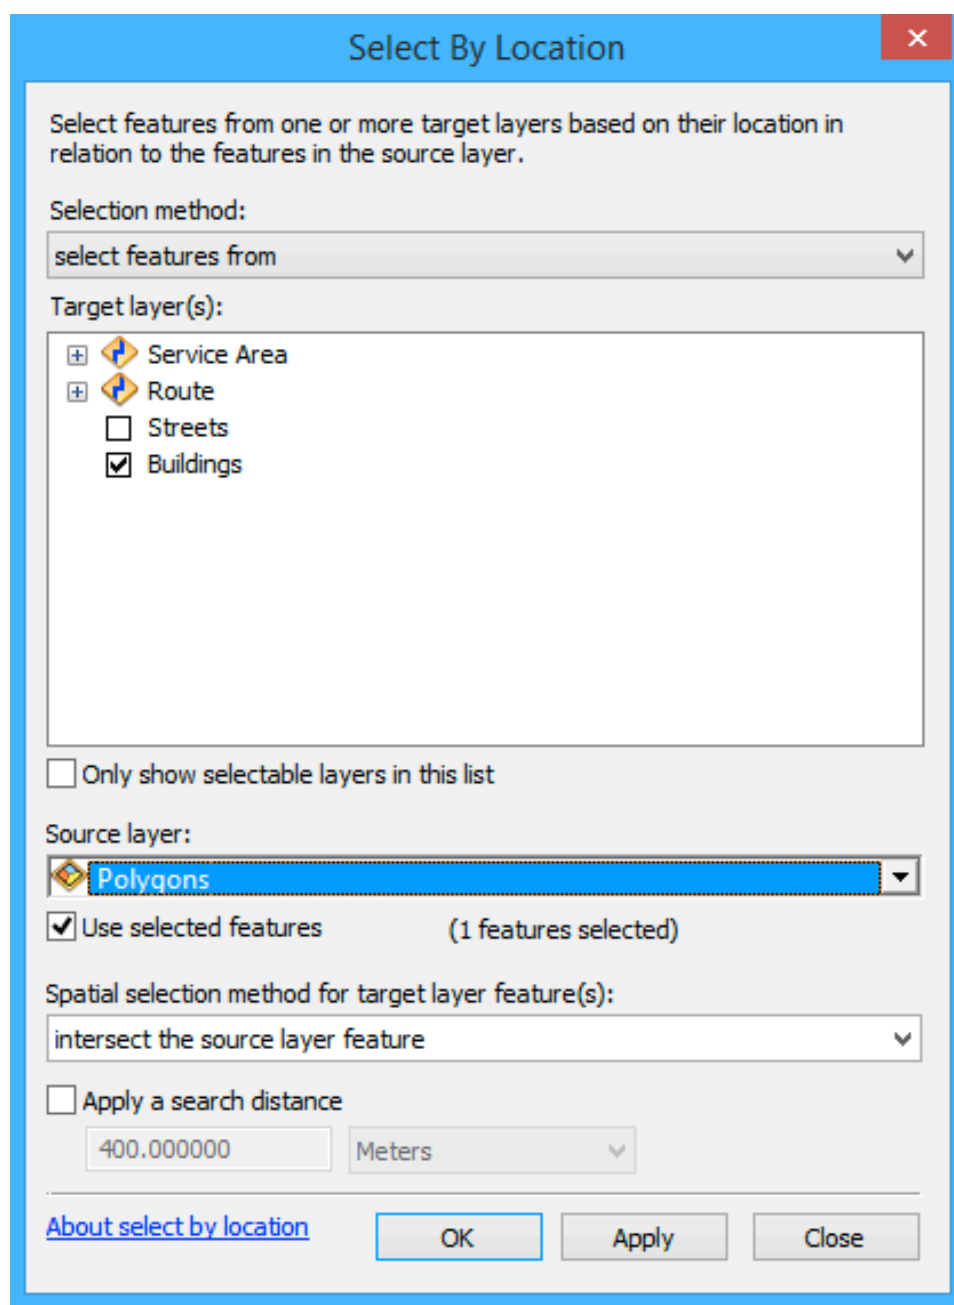 Select By Location
Select features from one or more target layers based on their location in
relation to the features in the source layer.
Selection method:
select features from
Target layer(s):
Service Area
Route
Streets
Buildings
Only show selectable layers in this list
Source layer:
Polygons
Use selected features (1 features selected)
Spatial selection method for target layer feature(s):
intersect the source layer feature
Apply a search distance
400.000000 Meters
About select by location OK Apply Close